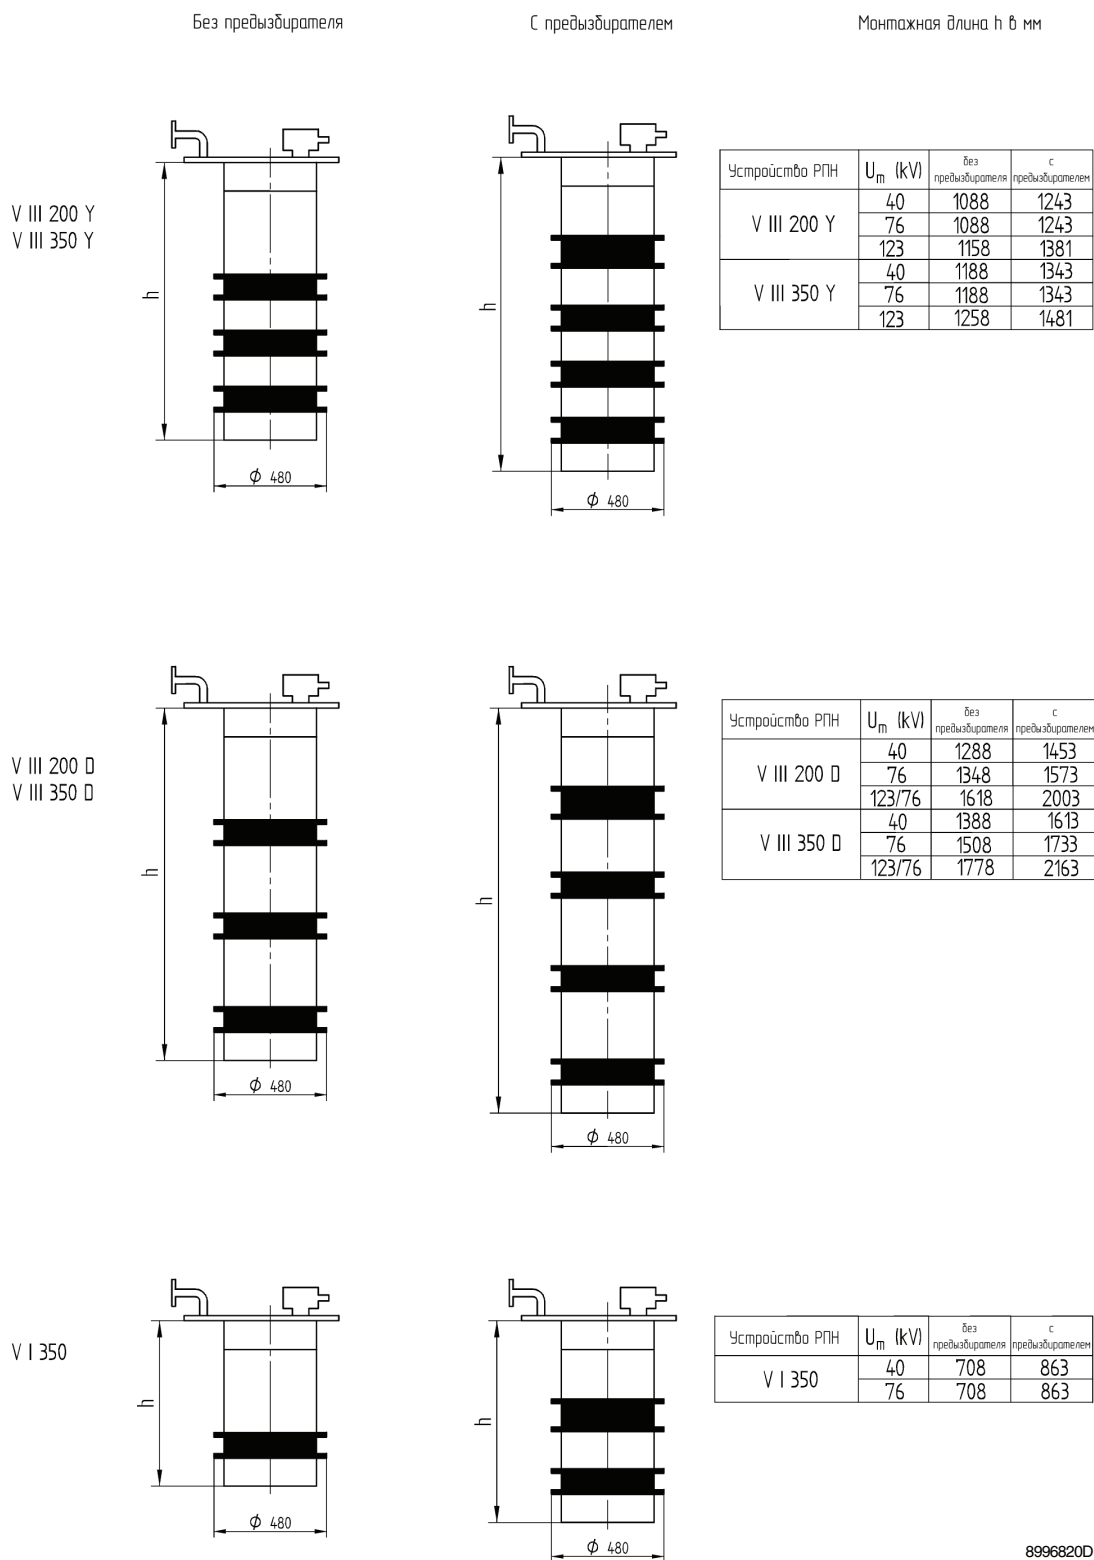 Без предызбирателя С предызбирателем Монтажная длина h в мм
V III 200 Y
V III 350 Y
h
Ф 480
h
Ф 480
Устройство РПН U_m (kV) без предызбирателя с предызбирателем
V III 200 Y 40 1088 1243
76 1088 1243
123 1158 1381
V III 350 Y 40 1188 1343
76 1188 1343
123 1258 1481
V III 200 D
V III 350 D
h
Ф 480
h
Ф 480
Устройство РПН U_m (kV) без предызбирателя с предызбирателем
V III 200 D 40 1288 1453
76 1348 1573
123/76 1618 2003
V III 350 D 40 1388 1613
76 1508 1733
123/76 1778 2163
V I 350
h
Ф 480
h
Ф 480
Устройство РПН U_m (kV) без предызбирателя с предызбирателем
V I 350 40 708 863
76 708 863
8996820D